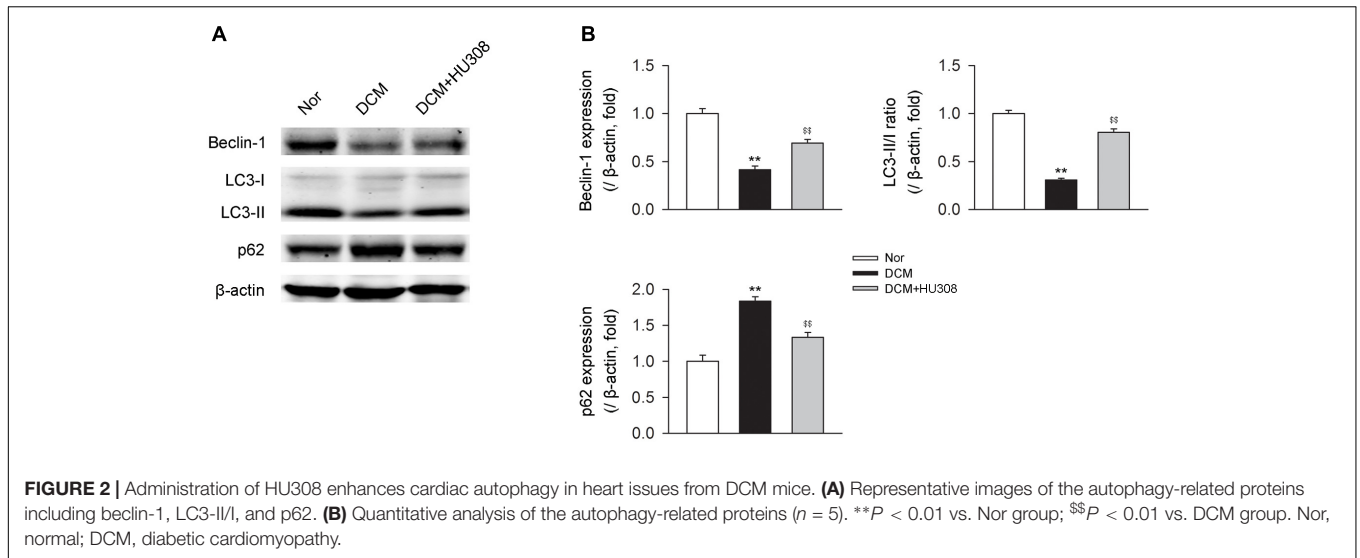 A
Nor
DCM
DCM+HU308
Beclin-1
LC3-I
LC3-II
p62
β-actin
B
Beclin-1 expression
(/ β-actin, fold)
1.5
1.0
0.5
0.0
**
$$
LC3-II/I ratio
(/ β-actin, fold)
1.5
1.0
0.5
0.0
**
$$
p62 expression
(/ β-actin, fold)
2.0
1.5
1.0
0.5
0.0
**
$$
Nor
DCM
DCM+HU308
FIGURE 2 | Administration of HU308 enhances cardiac autophagy in heart issues from DCM mice. (A) Representative images of the autophagy-related proteins
including beclin-1, LC3-II/I, and p62. (B) Quantitative analysis of the autophagy-related proteins (n = 5). **P < 0.01 vs. Nor group; $$P < 0.01 vs. DCM group. Nor,
normal; DCM, diabetic cardiomyopathy.